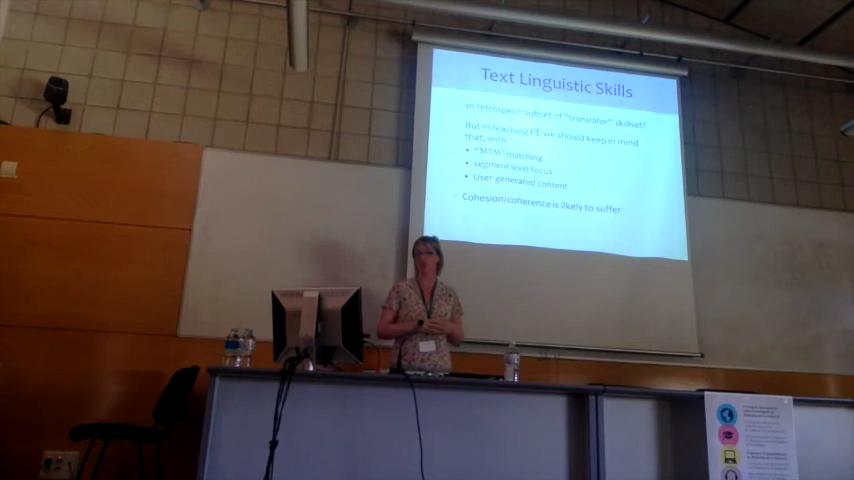 Text Linguistic Skills
in retrospect: subset of "translator" skillset?
But in teaching PE we should keep in mind
that, with:
• "MTM" matching
• segment level focus
• User-generated content
Cohesion/coherence is likely to suffer